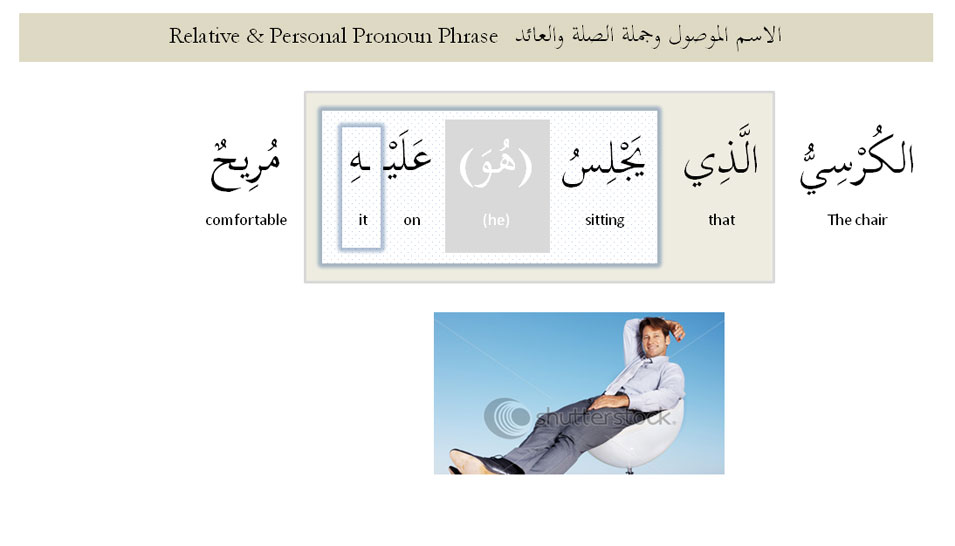 Relative & Personal Pronoun Phrase الاسم الموصول وجملة الصلة والعائد
الكُرْسِيُّ الَّذِي يَجْلِسُ (هُوَ) عَلَيْـهِ مُرِيحٌ
The chair that sitting (he) on it comfortable
shutterstock.